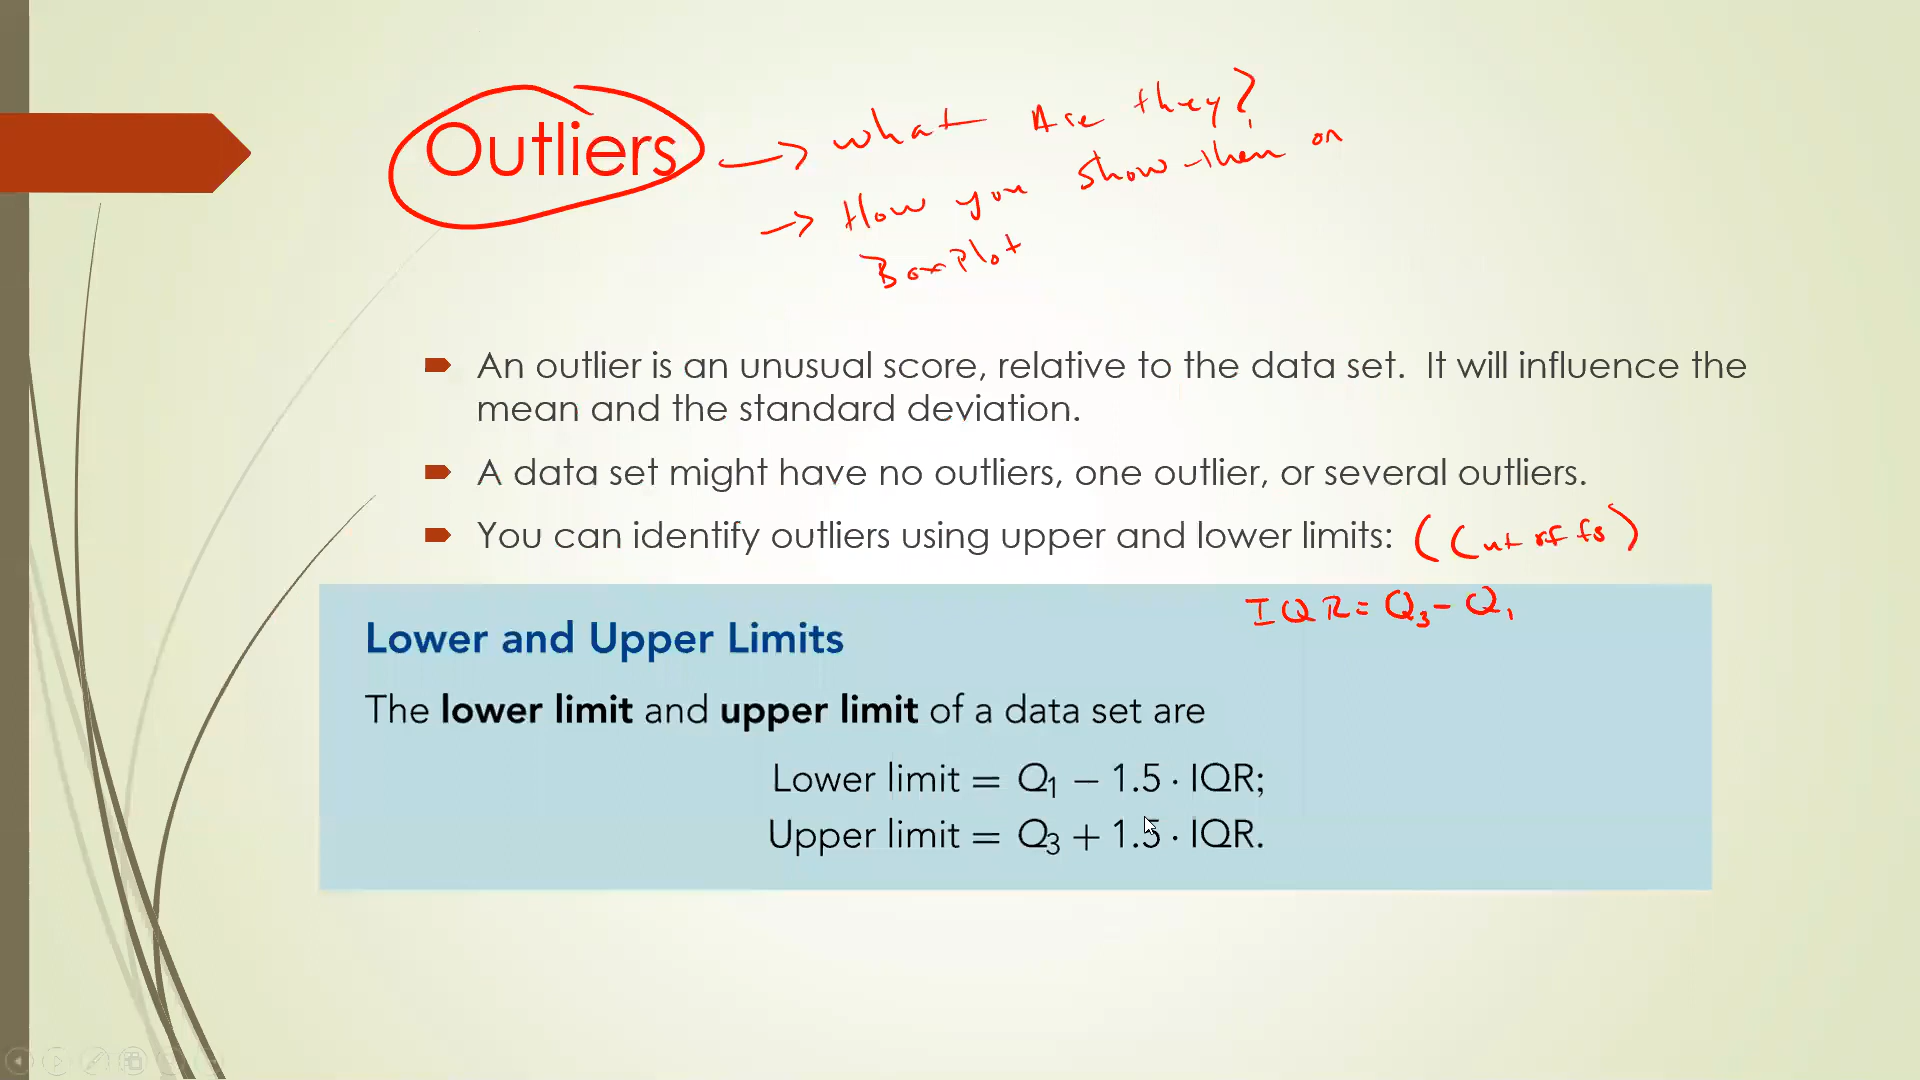 Outliers
→ what Are they?
→ How you show them on
BoxPlot
An outlier is an unusual score, relative to the data set. It will influence the
mean and the standard deviation.
A data set might have no outliers, one outlier, or several outliers.
You can identify outliers using upper and lower limits: (Cut offs)
IQR = Q₃ - Q₁
Lower and Upper Limits
The lower limit and upper limit of a data set are
Lower limit = Q₁ − 1.5 · IQR;
Upper limit = Q₃ + 1.5 · IQR.